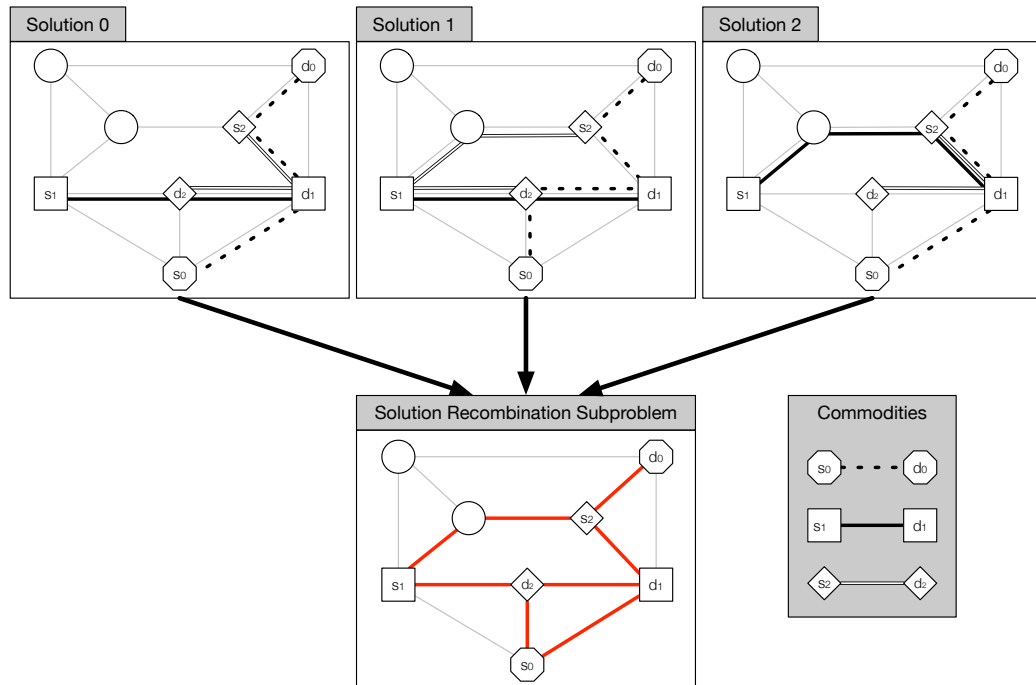 Solution 0
d0
s2
s1
d2
d1
s0
Solution 1
d0
s2
s1
d2
d1
s0
Solution 2
d0
s2
s1
d2
d1
s0
Solution Recombination Subproblem
d0
s2
s1
d2
d1
s0
Commodities
s0 d0
s1 d1
s2 d2